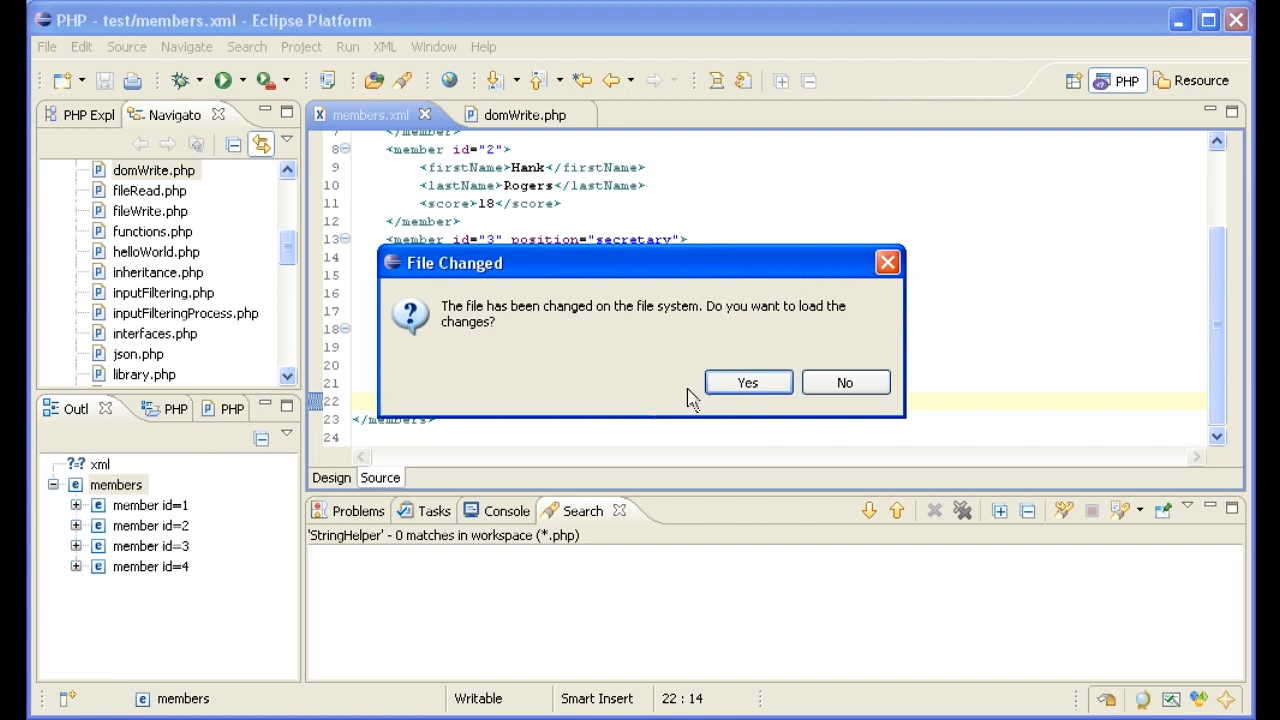 PHP - test/members.xml - Eclipse Platform
File Edit Source Navigate Search Project Run XML Window Help
PHP Resource
PHP Expl Navigato
members.xml domWrite.php
domWrite.php
fileRead.php
fileWrite.php
functions.php
helloWorld.php
inheritance.php
inputFiltering.php
inputFilteringProcess.php
interfaces.php
json.php
library.php
7 </member>
8 <member id="2">
9 <firstName>Hank</firstName>
10 <lastName>Rogers</lastName>
11 <score>18</score>
12 </member>
13 <member id="3" position="secretary">
14
15
16
17
18
19
20
21
22
23 </members>
24
File Changed
The file has been changed on the file system. Do you want to load the
changes?
Yes No
Design Source
Outl PHP PHP
?=? xml
members
member id=1
member id=2
member id=3
member id=4
Problems Tasks Console Search
'StringHelper' - 0 matches in workspace (*.php)
members Writable Smart Insert 22 : 14